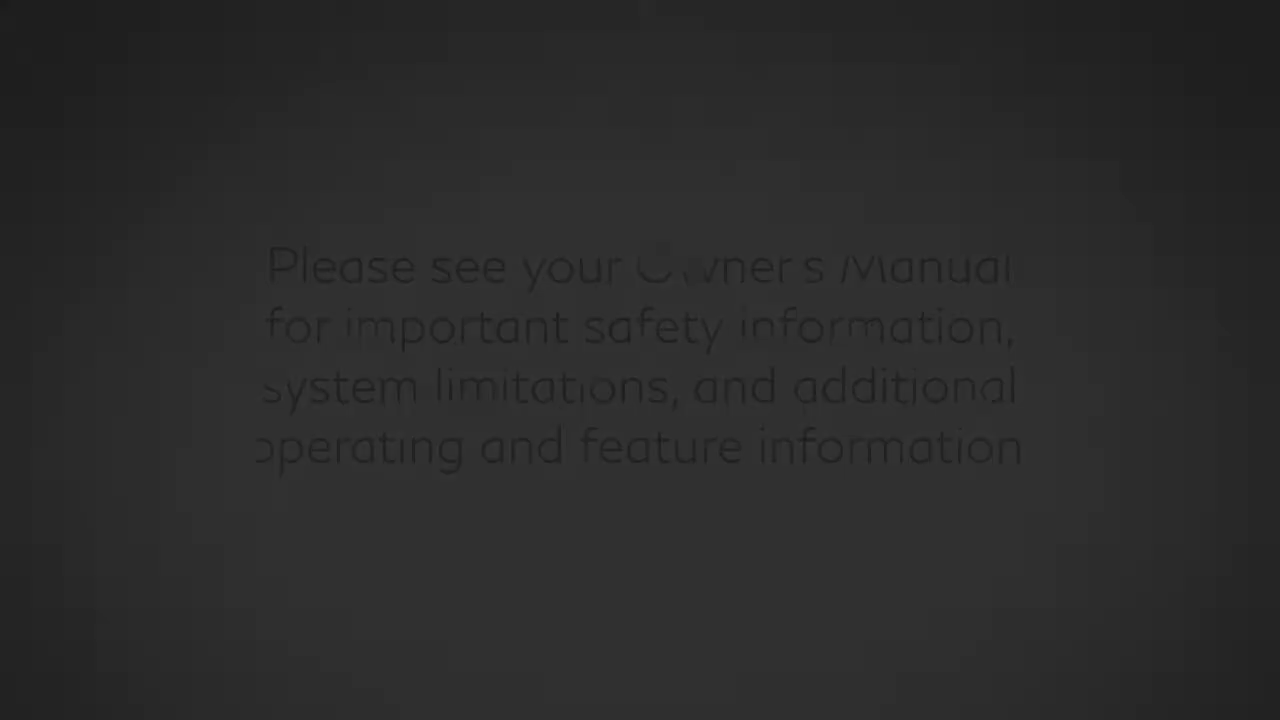 Please see your Owner's Manual
for important safety information,
system limitations, and additional
operating and feature information